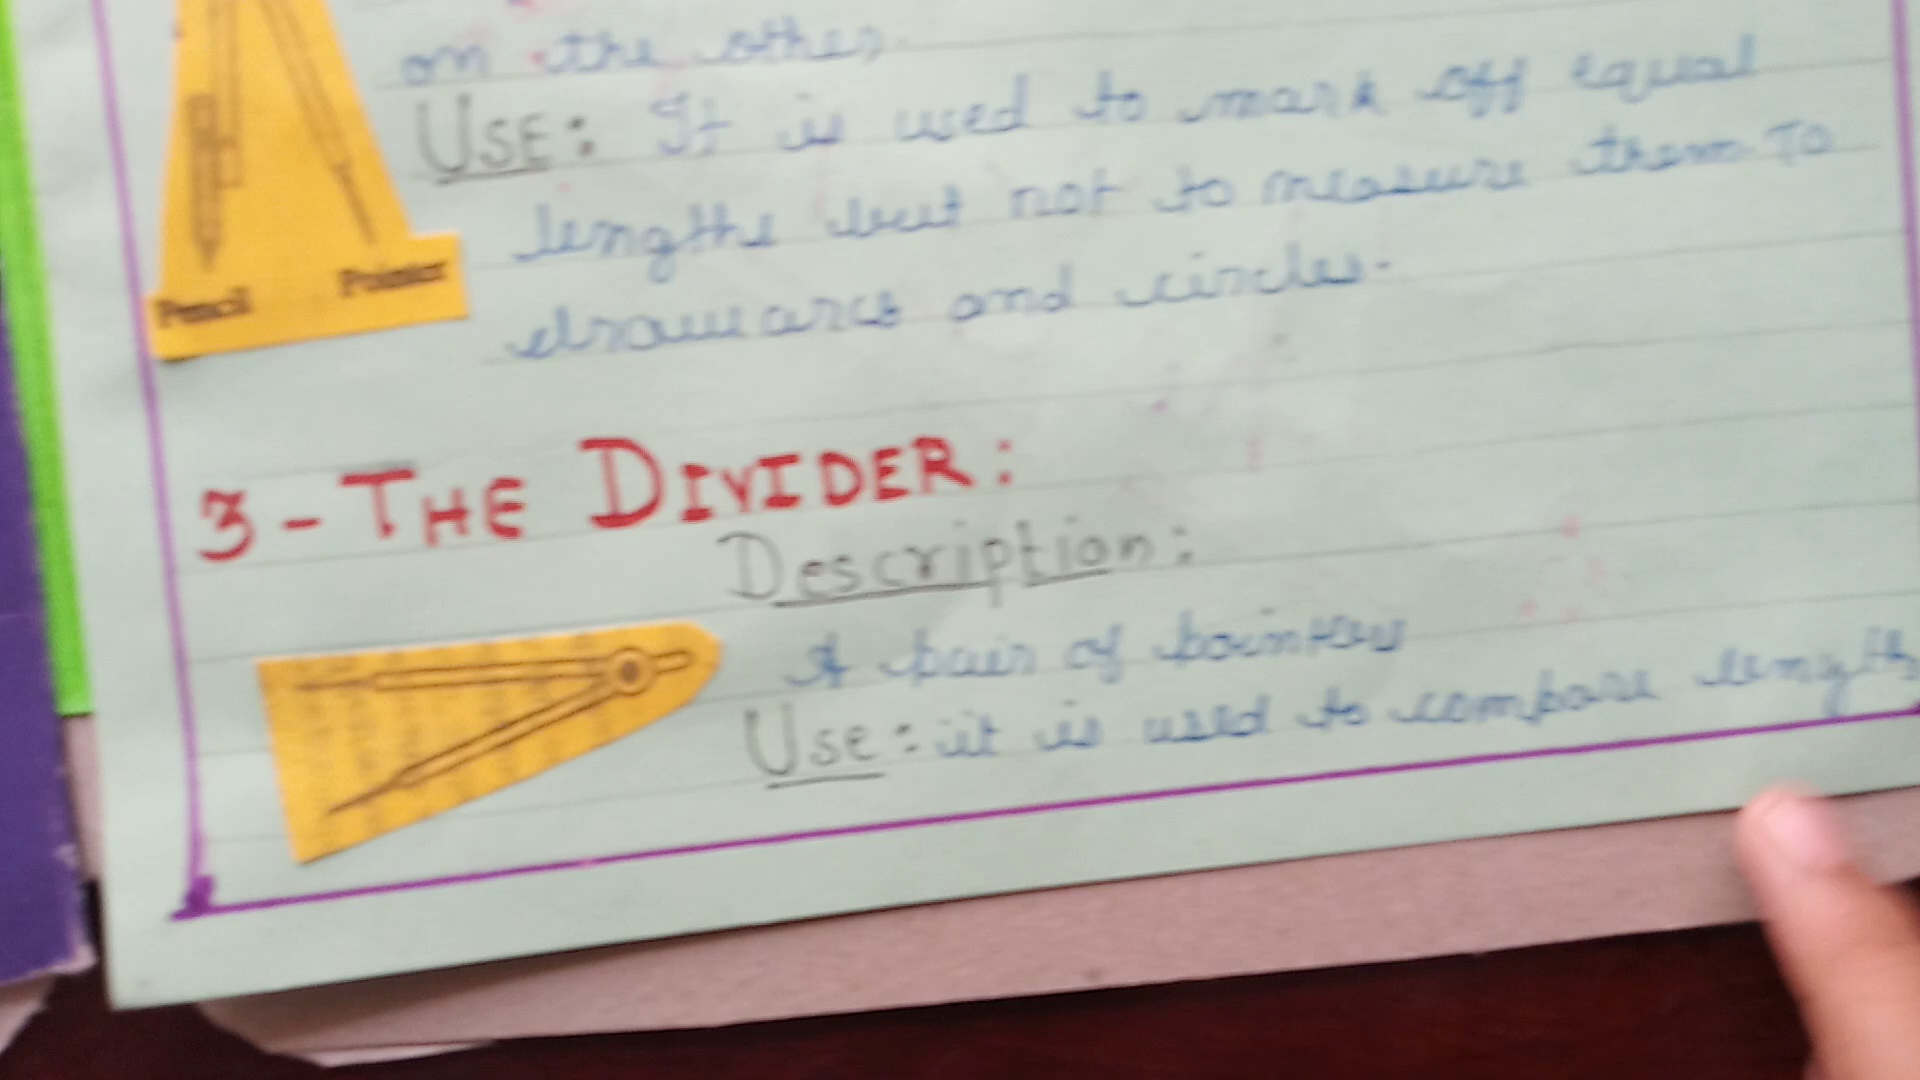 on the other.
USE: It is used to mark off equal
lengths but not to measure them. To
draw arcs and circles.
Pencil Pointer
3- THE DIVIDER:
Description:
A pair of pointers
Use: it is used to compare length